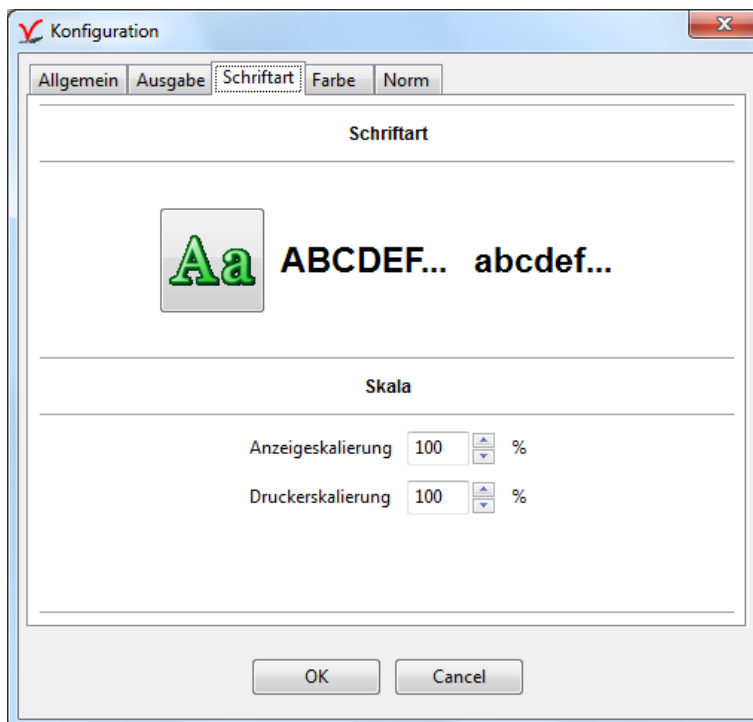 Konfiguration
Allgemein Ausgabe Schriftart Farbe Norm
Schriftart
Aa ABCDEF... abcdef...
Skala
Anzeigeskalierung 100 %
Druckerskalierung 100 %
OK Cancel